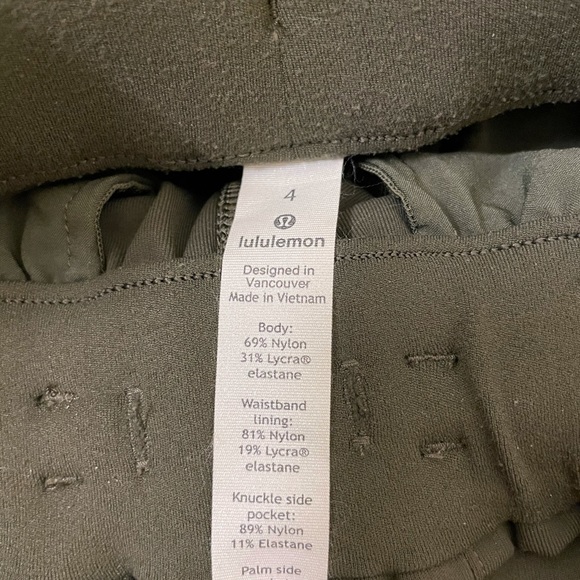 4
lululemon
Designed in
Vancouver
Made in Vietnam
Body:
69% Nylon
31% Lycra®
elastane
Waistband
lining:
81% Nylon
19% Lycra®
elastane
Knuckle side
pocket:
89% Nylon
11% Elastane
Palm side